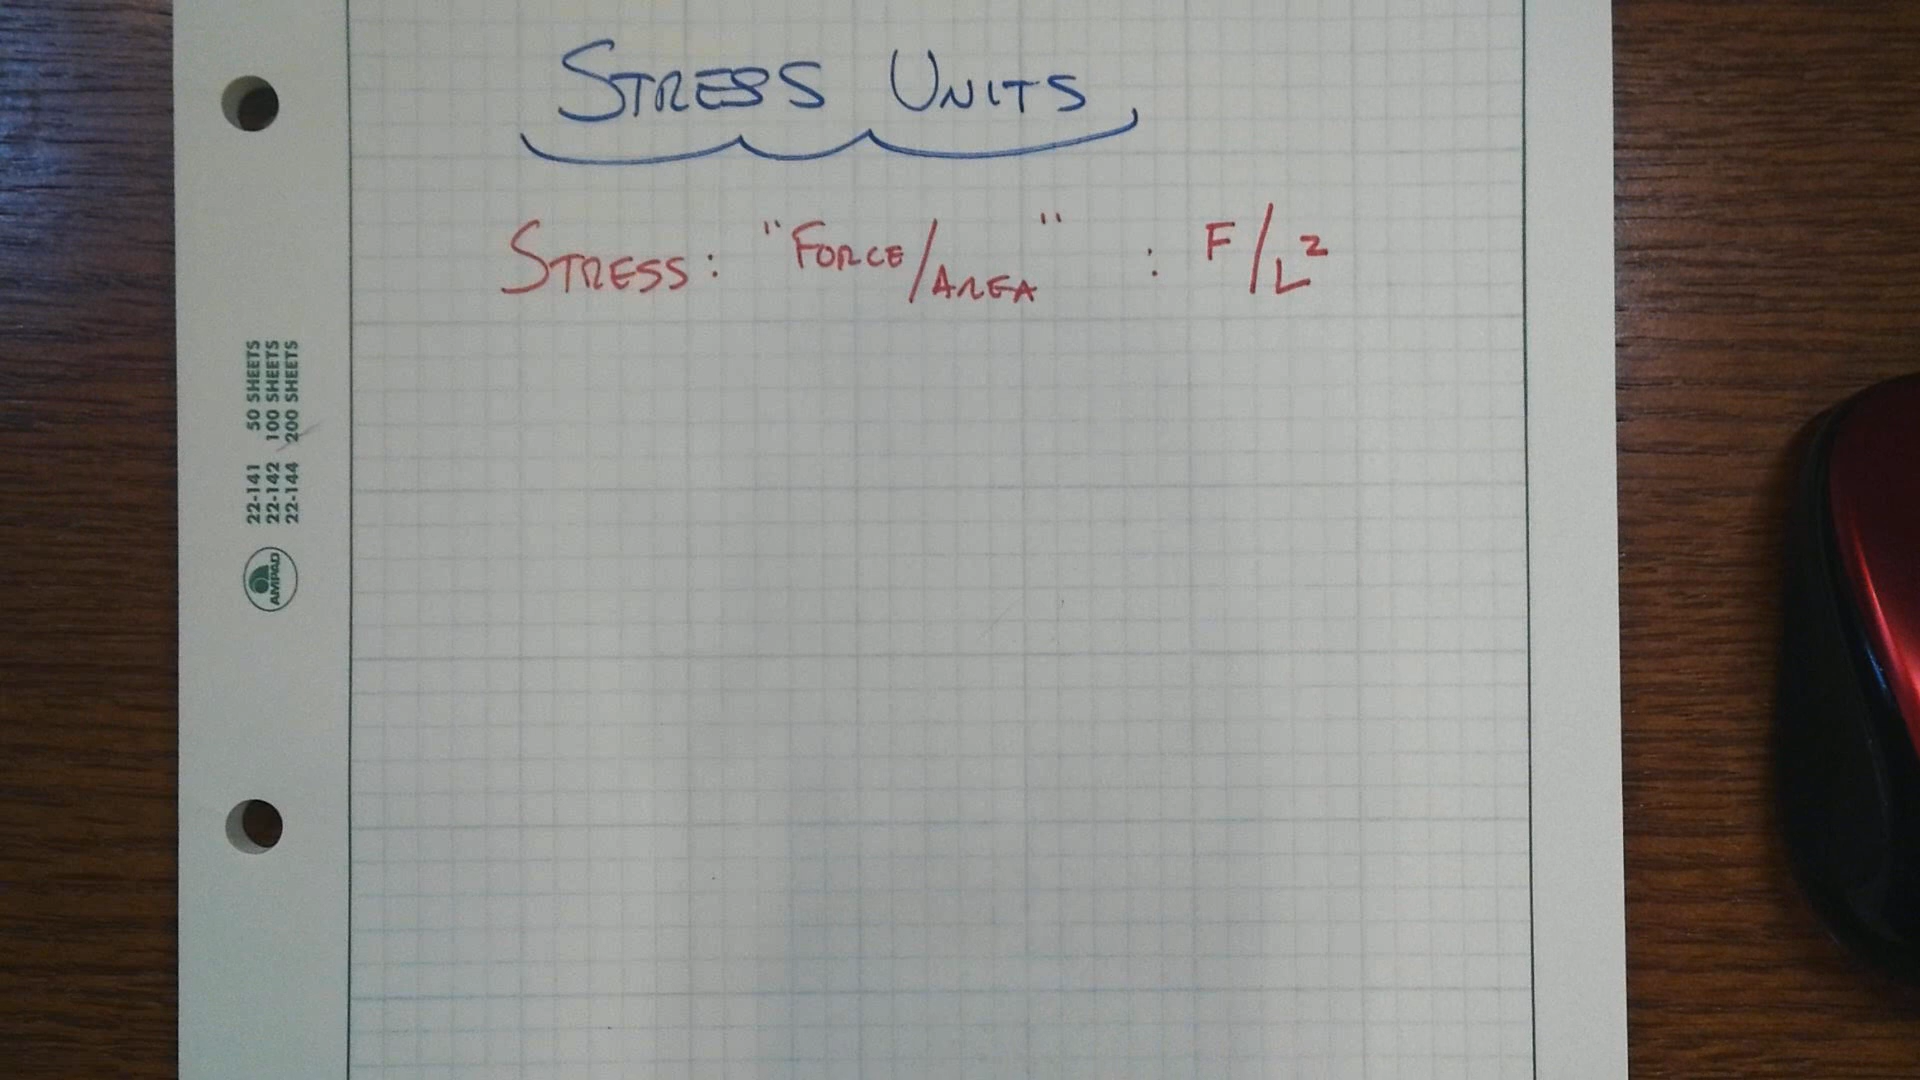 STRESS UNITS
STRESS: "FORCE/AREA" : F/L²
22-141 50 SHEETS
22-142 100 SHEETS
22-144 200 SHEETS
AMPAD